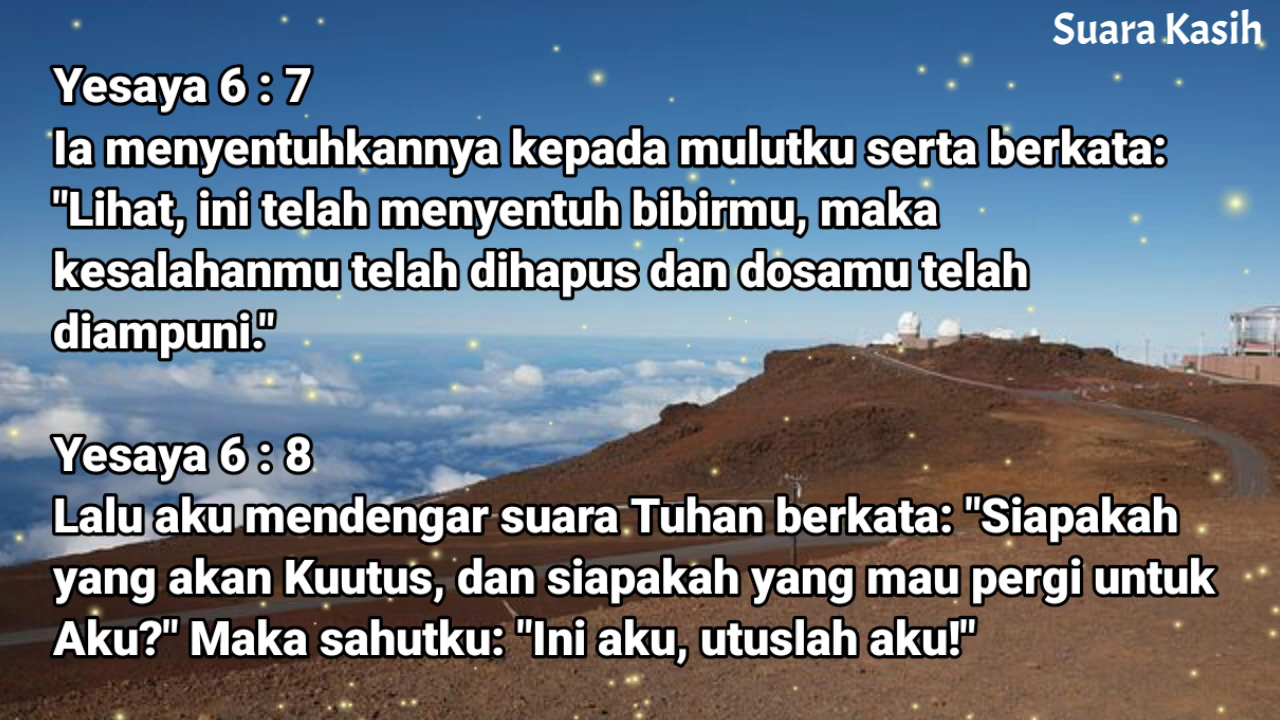 Suara Kasih
Yesaya 6 : 7
Ia menyentuhkannya kepada mulutku serta berkata:
"Lihat, ini telah menyentuh bibirmu, maka
kesalahanmu telah dihapus dan dosamu telah
diampuni."
Yesaya 6 : 8
Lalu aku mendengar suara Tuhan berkata: "Siapakah
yang akan Kuutus, dan siapakah yang mau pergi untuk
Aku?" Maka sahutku: "Ini aku, utuslah aku!"